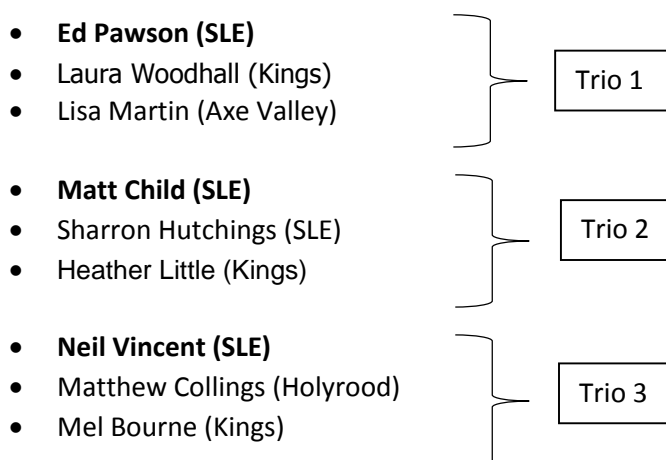 • Ed Pawson (SLE)
• Laura Woodhall (Kings)
• Lisa Martin (Axe Valley)
Trio 1
• Matt Child (SLE)
• Sharron Hutchings (SLE)
• Heather Little (Kings)
Trio 2
• Neil Vincent (SLE)
• Matthew Collings (Holyrood)
• Mel Bourne (Kings)
Trio 3